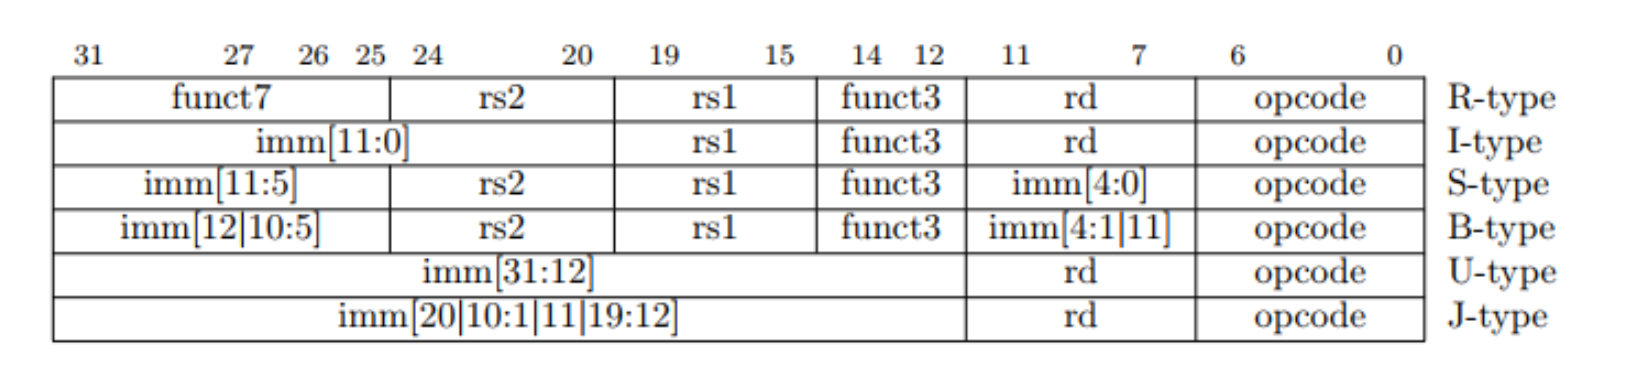 31 27 26 25 24 20 19 15 14 12 11 7 6 0
funct7 rs2 rs1 funct3 rd opcode R-type
imm[11:0] rs1 funct3 rd opcode I-type
imm[11:5] rs2 rs1 funct3 imm[4:0] opcode S-type
imm[12|10:5] rs2 rs1 funct3 imm[4:1|11] opcode B-type
imm[31:12] rd opcode U-type
imm[20|10:1|11|19:12] rd opcode J-type